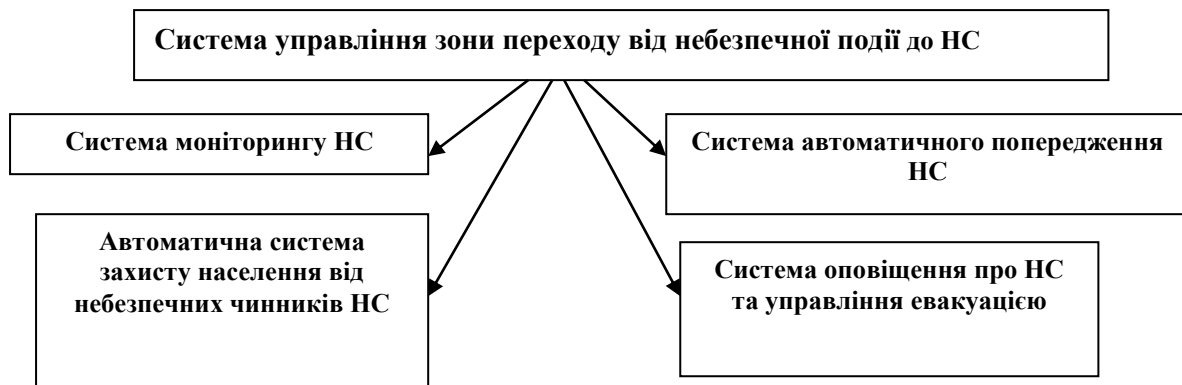 Система управління зони переходу від небезпечної події до НС
Система моніторингу НС
Система автоматичного попередження
НС
Автоматична система
захисту населення від
небезпечних чинників НС
Система оповіщення про НС
та управління евакуацією